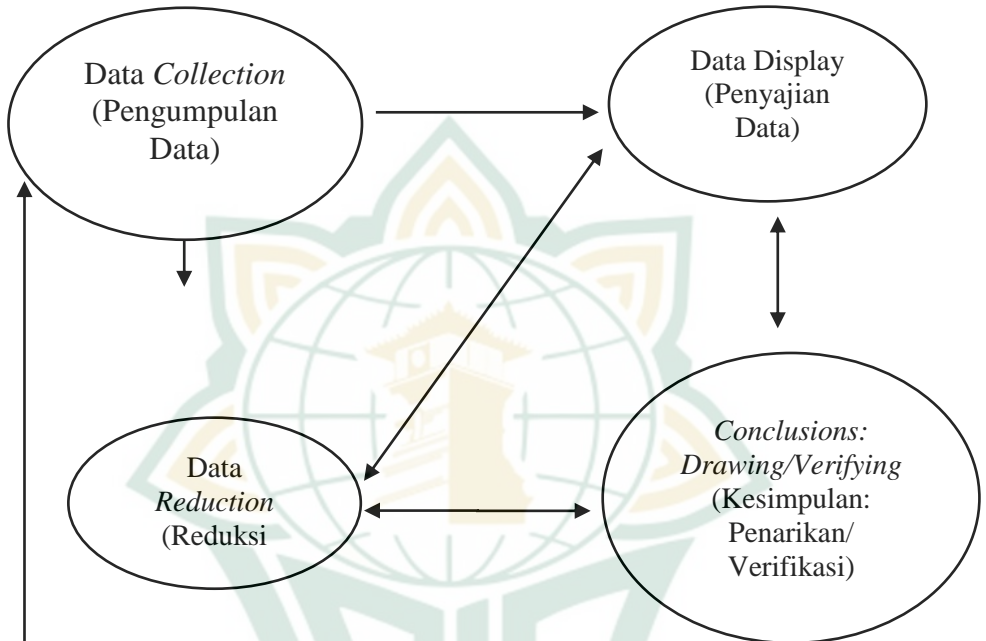 Data Collection
(Pengumpulan
Data)
Data Display
(Penyajian
Data)
Data
Reduction
(Reduksi
Conclusions:
Drawing/Verifying
(Kesimpulan:
Penarikan/
Verifikasi)